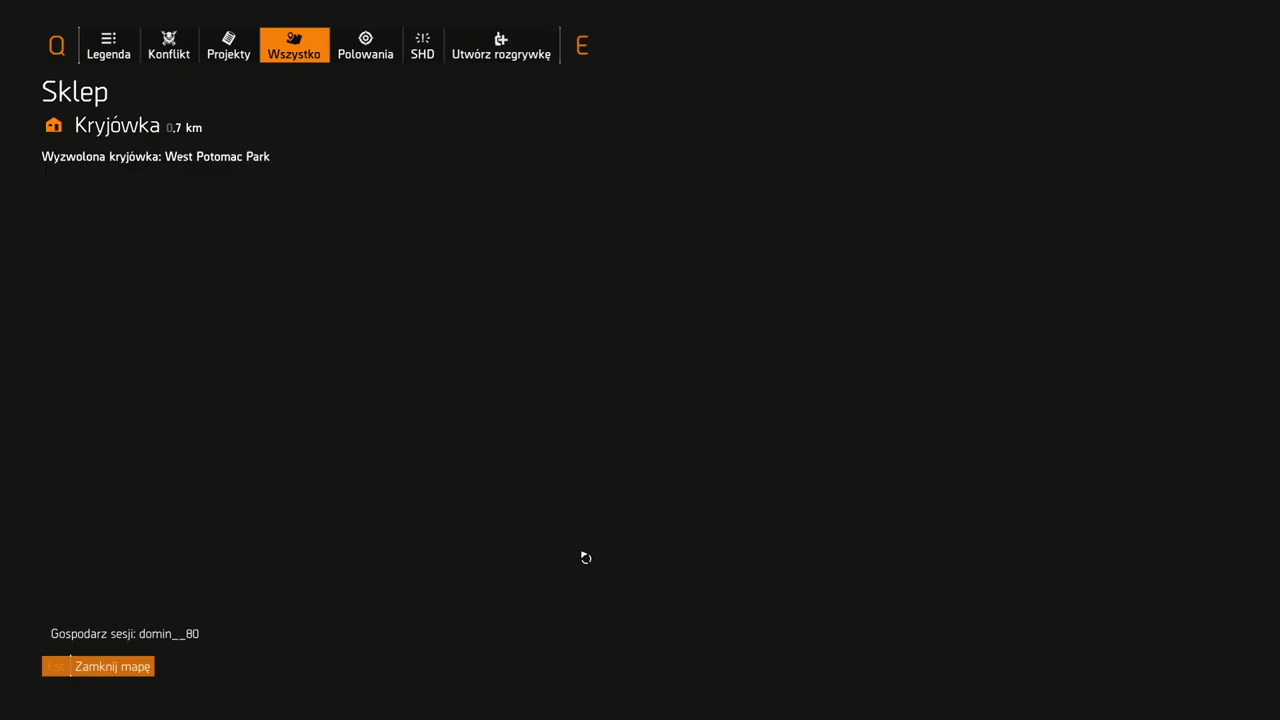 Q Legenda Konflikt Projekty Wszystko Polowania SHD Utwórz rozgrywkę E
Sklep
Kryjówka 0,7 km
Wyzwolona kryjówka: West Potomac Park
Gospodarz sesji: domin__80
Esc Zamknij mapę